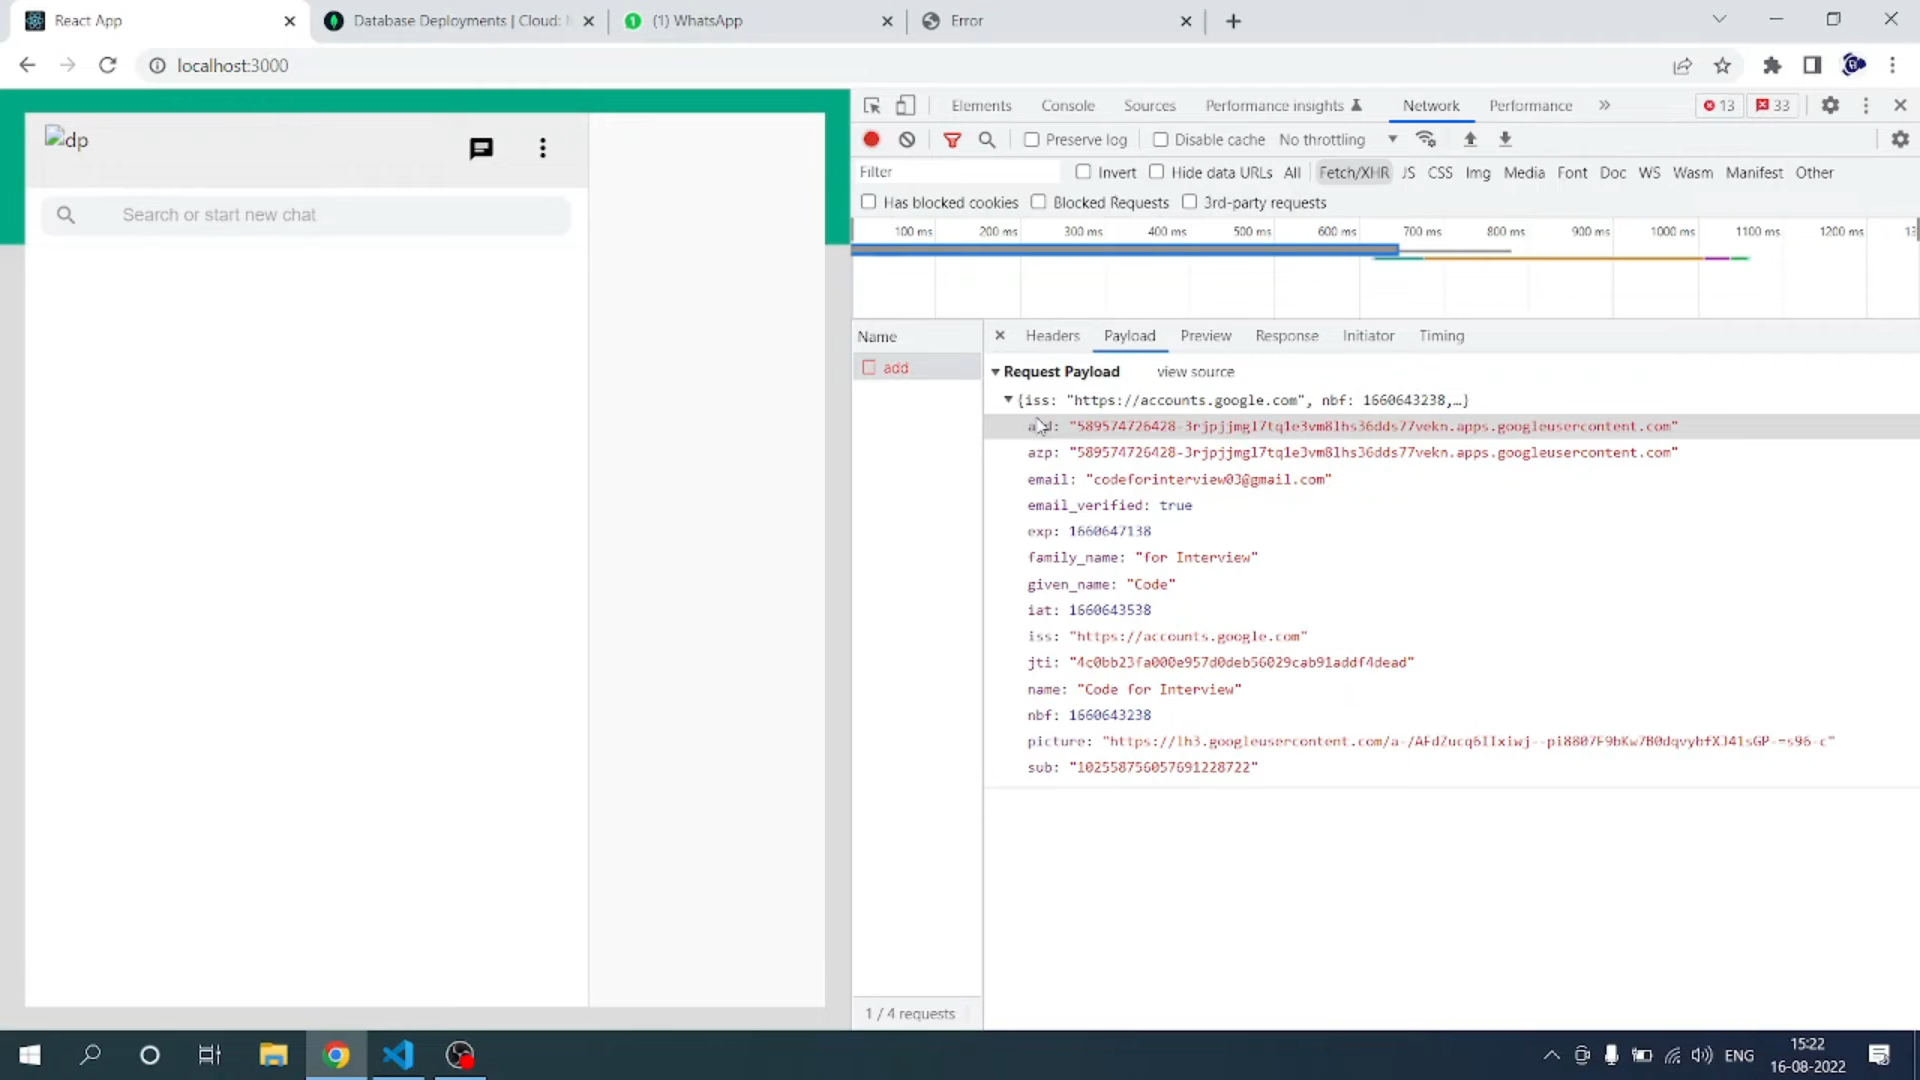 React App
Database Deployments | Cloud:
(1) WhatsApp
Error
localhost:3000
dp
Search or start new chat
Elements Console Sources Performance insights Network Performance 13 33
Preserve log Disable cache No throttling
Filter Invert Hide data URLs All Fetch/XHR JS CSS Img Media Font Doc WS Wasm Manifest Other
Has blocked cookies Blocked Requests 3rd-party requests
100 ms 200 ms 300 ms 400 ms 500 ms 600 ms 700 ms 800 ms 900 ms 1000 ms 1100 ms 1200 ms
Name
add
Headers Payload Preview Response Initiator Timing
Request Payload view source
{iss: "https://accounts.google.com", nbf: 1660643238,…}
"589574726428-3rjpjjmgl7tq1e3vm8lhs36dds77vekn.apps.googleusercontent.com"
azp: "589574726428-3rjpjjmgl7tq1e3vm8lhs36dds77vekn.apps.googleusercontent.com"
email: "codeforinterview03@gmail.com"
email_verified: true
exp: 1660647138
family_name: "for Interview"
given_name: "Code"
iat: 1660643538
iss: "https://accounts.google.com"
jti: "4c0bb23fa000e957d0deb56029cab91addf4dead"
name: "Code for Interview"
nbf: 1660643238
picture:
sub: "102558756057691228722"
1 / 4 requests
ENG
15:22
16-08-2022